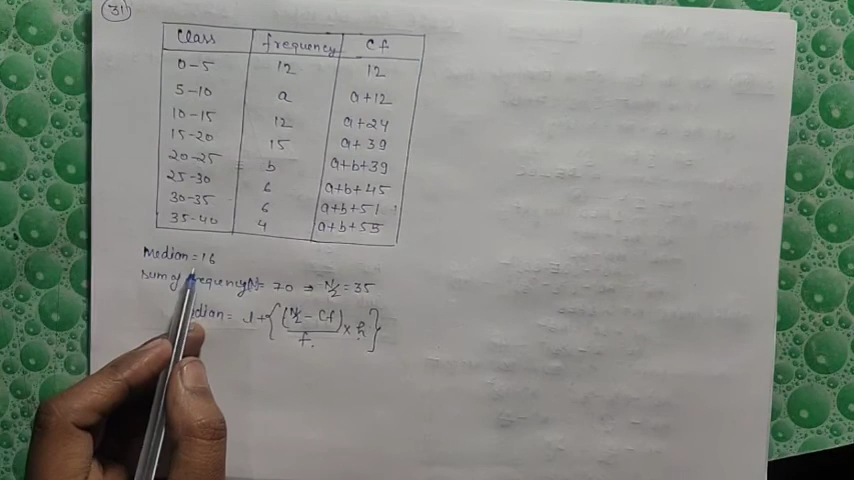 31
Class frequency Cf
0-5 12 12
5-10 a a+12
10-15 12 a+24
15-20 15 a+39
20-25 b a+b+39
25-30 6 a+b+45
30-35 6 a+b+51
35-40 4 a+b+55
Median=16
Sum of frequency(N)= 70 ⇒ N/2 = 35
= l+{(N/2 - Cf)/f × h}